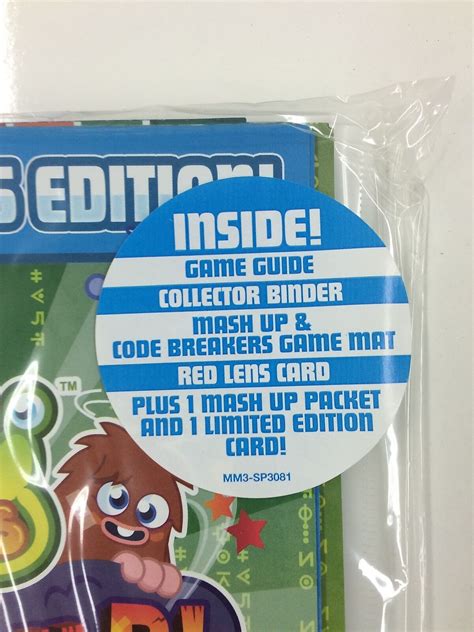 EDITION!
INSIDE!
GAME GUIDE
COLLECTOR BINDER
MASH UP &
CODE BREAKERS GAME MAT
RED LENS CARD
PLUS 1 MASH UP PACKET
AND 1 LIMITED EDITION
CARD!
MM3-SP3081
TM